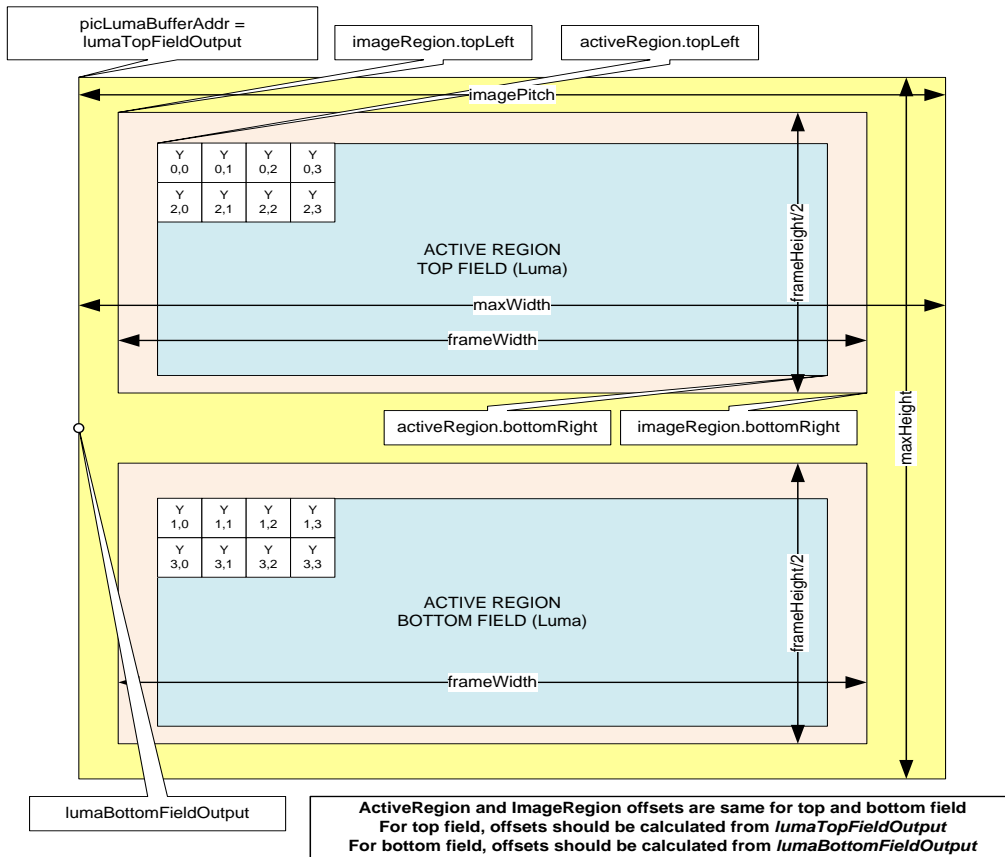 picLumaBufferAddr =
lumaTopFieldOutput
imageRegion.topLeft
activeRegion.topLeft
imagePitch
Y Y Y Y
0,0 0,1 0,2 0,3
Y Y Y Y
2,0 2,1 2,2 2,3
ACTIVE REGION
TOP FIELD (Luma)
frameHeight/2
maxWidth
frameWidth
activeRegion.bottomRight
imageRegion.bottomRight
maxHeight
Y Y Y Y
1,0 1,1 1,2 1,3
Y Y Y Y
3,0 3,1 3,2 3,3
ACTIVE REGION
BOTTOM FIELD (Luma)
frameHeight/2
frameWidth
lumaBottomFieldOutput
ActiveRegion and ImageRegion offsets are same for top and bottom field
For top field, offsets should be calculated from lumaTopFieldOutput
For bottom field, offsets should be calculated from lumaBottomFieldOutput